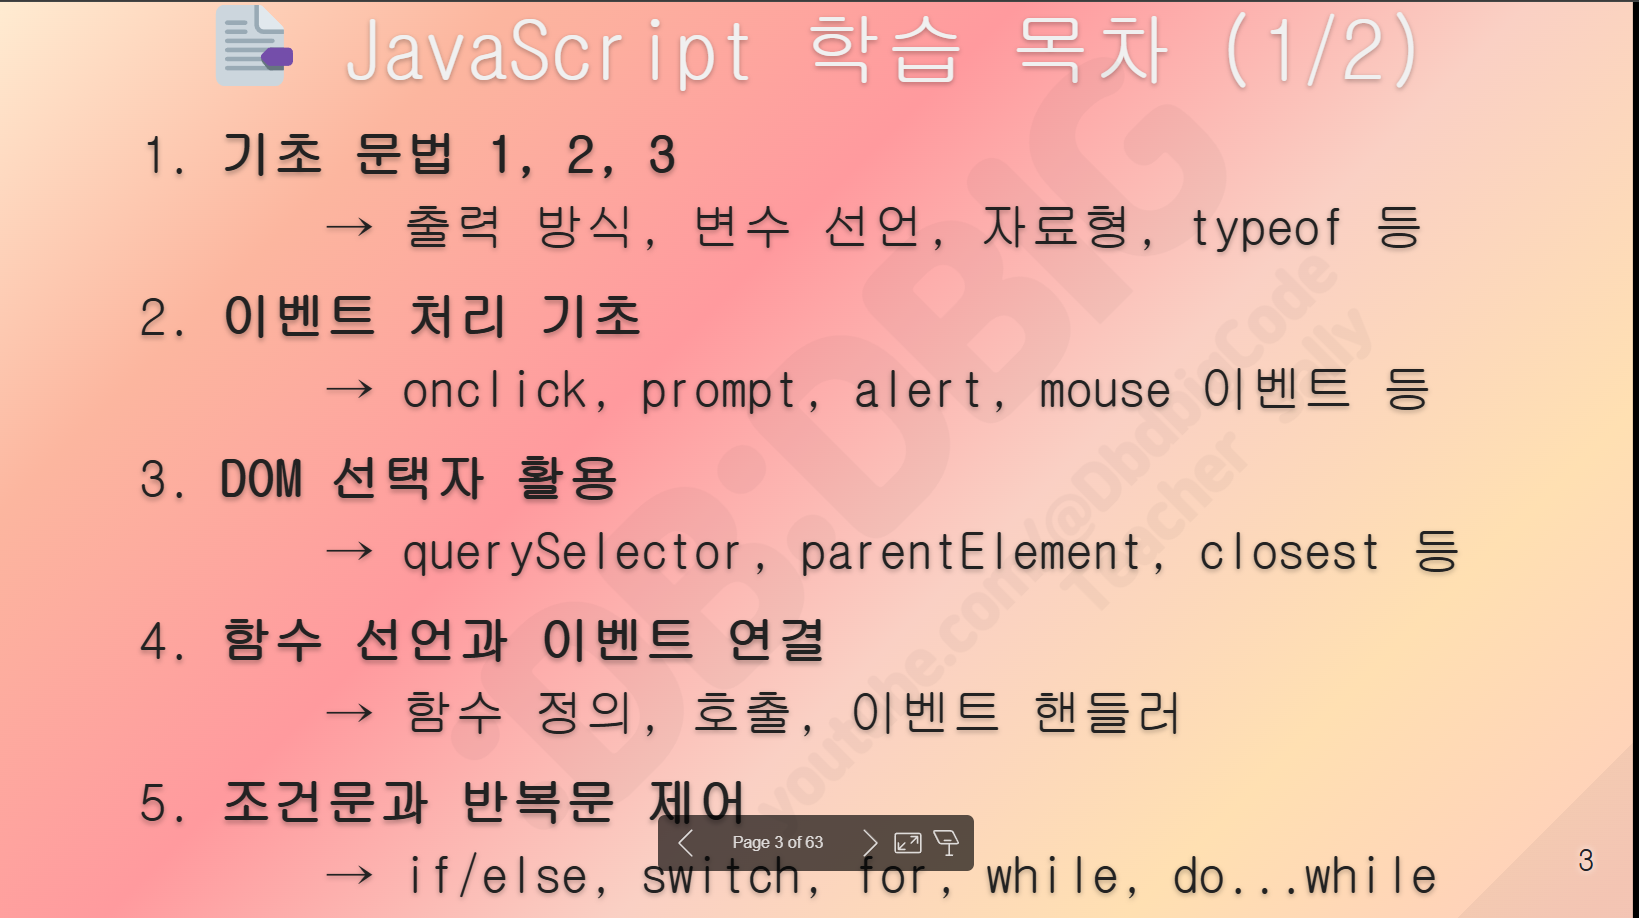 JavaScript 학습 목차 (1/2)
1. 기초 문법 1, 2, 3
→ 출력 방식, 변수 선언, 자료형, typeof 등
2. 이벤트 처리 기초
→ onclick, prompt, alert, mouse 이벤트 등
3. DOM 선택자 활용
→ querySelector, parentElement, closest 등
4. 함수 선언과 이벤트 연결
→ 함수 정의, 호출, 이벤트 핸들러
5. 조건문과 반복문 제어
→ if/else, switch, for, while, do...while
Page 3 of 63
3
DB:DBIG
/@DbdbigCode
Teacher